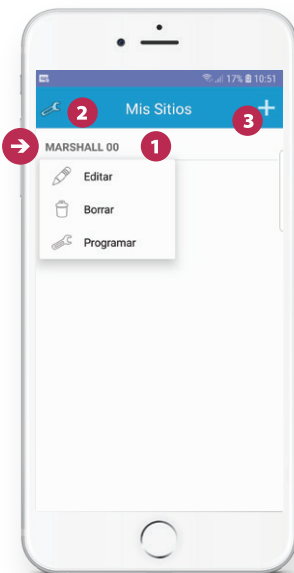 17% 10:51
2 Mis Sitios 3 +
MARSHALL 00 1
Editar
Borrar
Programar